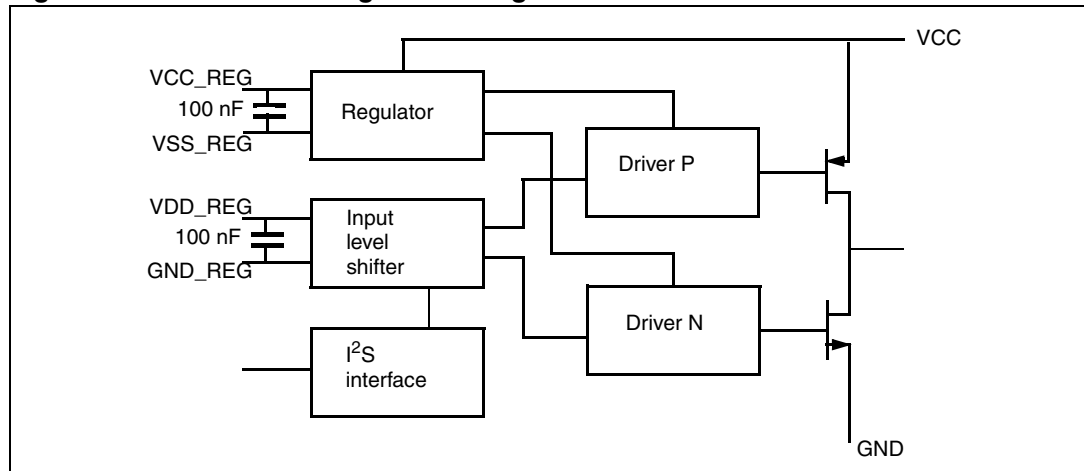 VCC
VCC_REG
100 nF
VSS_REG
Regulator
Driver P
VDD_REG
100 nF
GND_REG
Input
level
shifter
Driver N
I²S
interface
GND